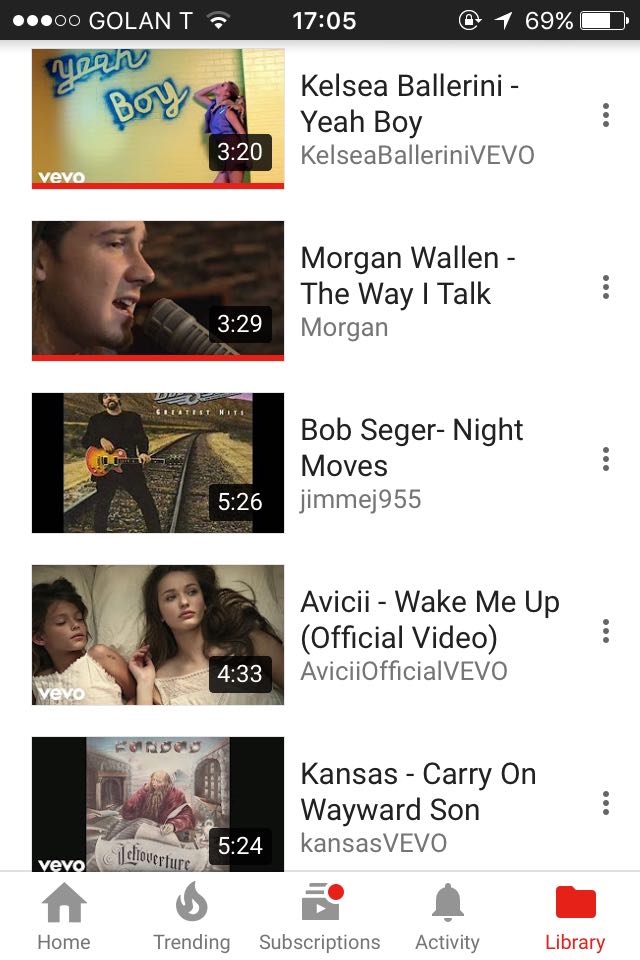 GOLAN T 17:05 69%
yeah
Boy
3:20
vevo
Kelsea Ballerini -
Yeah Boy
KelseaBalleriniVEVO
3:29
Morgan Wallen -
The Way I Talk
Morgan
GREATEST HITS
5:26
Bob Seger- Night
Moves
jimmej955
4:33
vevo
Avicii - Wake Me Up
(Official Video)
AviciiOfficialVEVO
KANSAS
Leftoverture
5:24
vevo
Kansas - Carry On
Wayward Son
kansasVEVO
Home Trending Subscriptions Activity Library